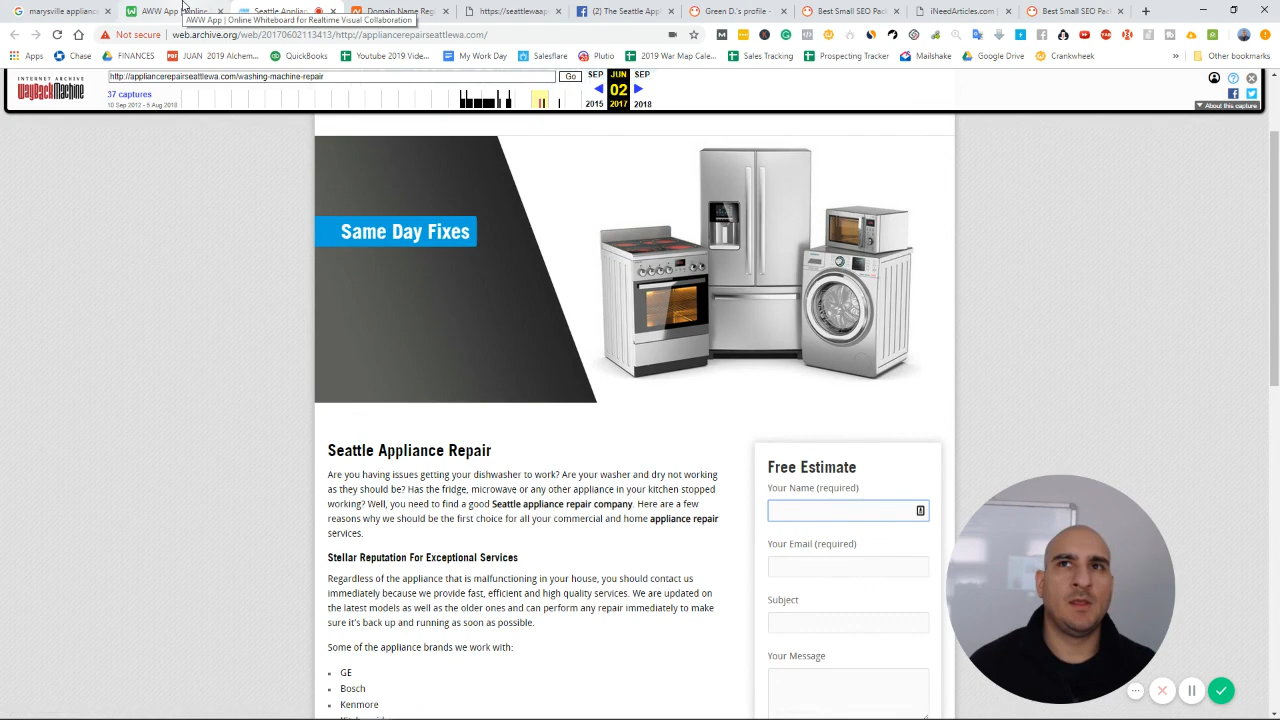 marysville applianc
AWW App | Online
Seattle Applian
Domain Name Reg
https://seattlewaap
(2) The Seattle App
Green D.'s profile -
Best Small SEO Pack
iNeedArticles.com
Best Small SEO Pack
AWW App | Online Whiteboard for Realtime Visual Collaboration
Not secure
web.archive.org/web/20170602113413/http://appliancerepairseattlewa.com/
Apps
Chase
FINANCES
JUAN _2019 Alchem...
QuickBooks
Youtube 2019 Vide...
My Work Day
Salesflare
Plutio
2019 War Map Cale...
Sales Tracking
Prospecting Tracker
Mailshake
Google Drive
Crankwheel
»
Other bookmarks
INTERNET ARCHIVE
WayBackMachine
http://appliancerepairseattlewa.com/washing-machine-repair
Go
SEP JUN SEP
02
2015 2017 2018
37 captures
10 Sep 2012 - 5 Aug 2018
▼ About this capture
Same Day Fixes
Seattle Appliance Repair
Are you having issues getting your dishwasher to work? Are your washer and dry not working
as they should be? Has the fridge, microwave or any other appliance in your kitchen stopped
working? Well, you need to find a good Seattle appliance repair company. Here are a few
reasons why we should be the first choice for all your commercial and home appliance repair
services.
Stellar Reputation For Exceptional Services
Regardless of the appliance that is malfunctioning in your house, you should contact us
immediately because we provide fast, efficient and high quality services. We are updated on
the latest models as well as the older ones and can perform any repair immediately to make
sure it's back up and running as soon as possible.
Some of the appliance brands we work with:
GE
Bosch
Kenmore
Free Estimate
Your Name (required)
Your Email (required)
Subject
Your Message